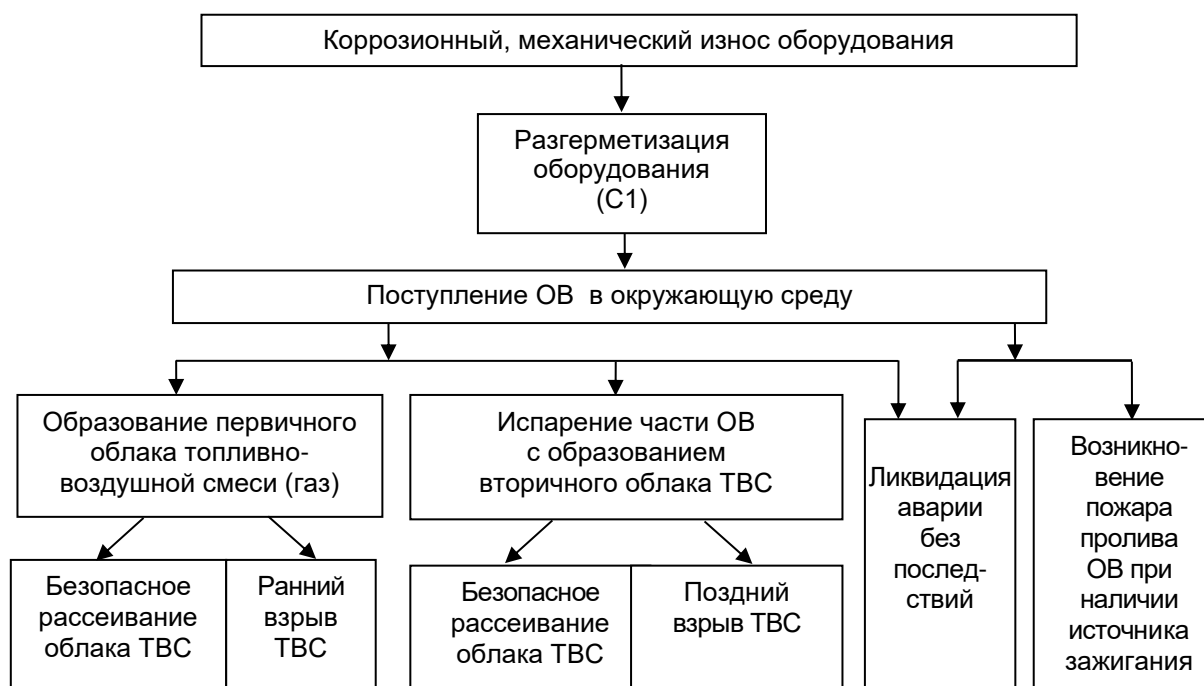 Коррозионный, механический износ оборудования
Разгерметизация
оборудования
(С1)
Поступление ОВ в окружающую среду
Образование первичного
облака топливно-
воздушной смеси (газ)
Испарение части ОВ
с образованием
вторичного облака ТВС
Ликвидация
аварии
без
послед-
ствий
Возникно-
вение
пожара
пролива
ОВ при
наличии
источника
зажигания
Безопасное
рассеивание
облака ТВС
Ранний
взрыв
ТВС
Безопасное
рассеивание
облака ТВС
Поздний
взрыв ТВС